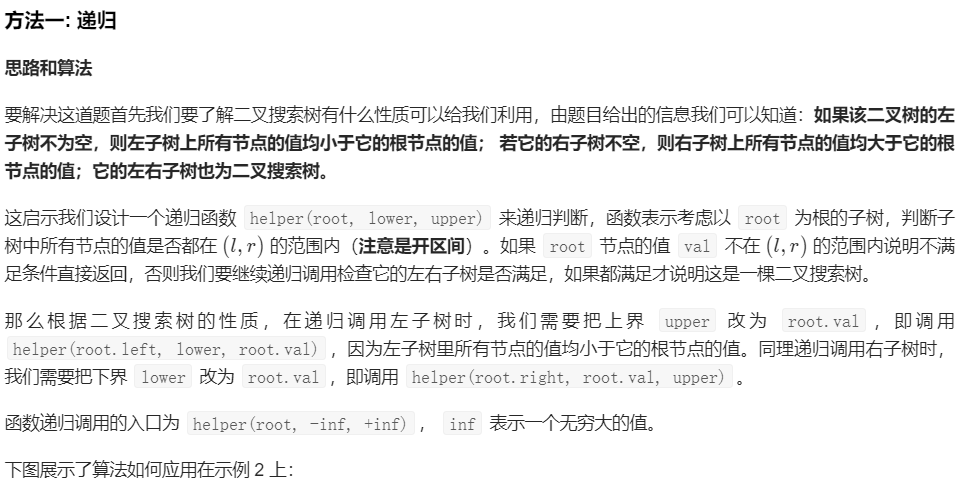 方法一: 递归
思路和算法
要解决这道题首先我们要了解二叉搜索树有什么性质可以给我们利用，由题目给出的信息我们可以知道：如果该二叉树的左
子树不为空，则左子树上所有节点的值均小于它的根节点的值； 若它的右子树不空，则右子树上所有节点的值均大于它的根
节点的值；它的左右子树也为二叉搜索树。
这启示我们设计一个递归函数 helper(root, lower, upper) 来递归判断，函数表示考虑以 root 为根的子树，判断子
树中所有节点的值是否都在 (l, r) 的范围内（注意是开区间）。如果 root 节点的值 val 不在 (l, r) 的范围内说明不满
足条件直接返回，否则我们要继续递归调用检查它的左右子树是否满足，如果都满足才说明这是一棵二叉搜索树。
那么根据二叉搜索树的性质，在递归调用左子树时，我们需要把上界 upper 改为 root.val ，即调用
helper(root.left, lower, root.val) ，因为左子树里所有节点的值均小于它的根节点的值。同理递归调用右子树时，
我们需要把下界 lower 改为 root.val ，即调用 helper(root.right, root.val, upper) 。
函数递归调用的入口为 helper(root, -inf, +inf) ， inf 表示一个无穷大的值。
下图展示了算法如何应用在示例 2 上：